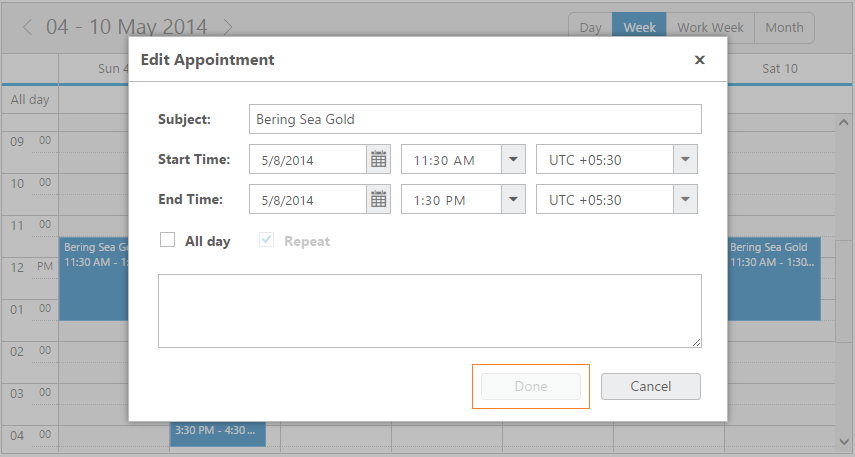 04 - 10 May 2014
Day Week Work Week Month
Sun 4
Sat 10
All day
Edit Appointment
Subject: Bering Sea Gold
Start Time: 5/8/2014 11:30 AM UTC +05:30
End Time: 5/8/2014 1:30 PM UTC +05:30
All day Repeat
Done Cancel
09 00
10 00
11 00
12 PM
01 00
02 00
03 00
04 00
Bering Sea Go
11:30 AM - 1:
Bering Sea Gold
11:30 AM - 1:30...
3:30 PM - 4:30 ...